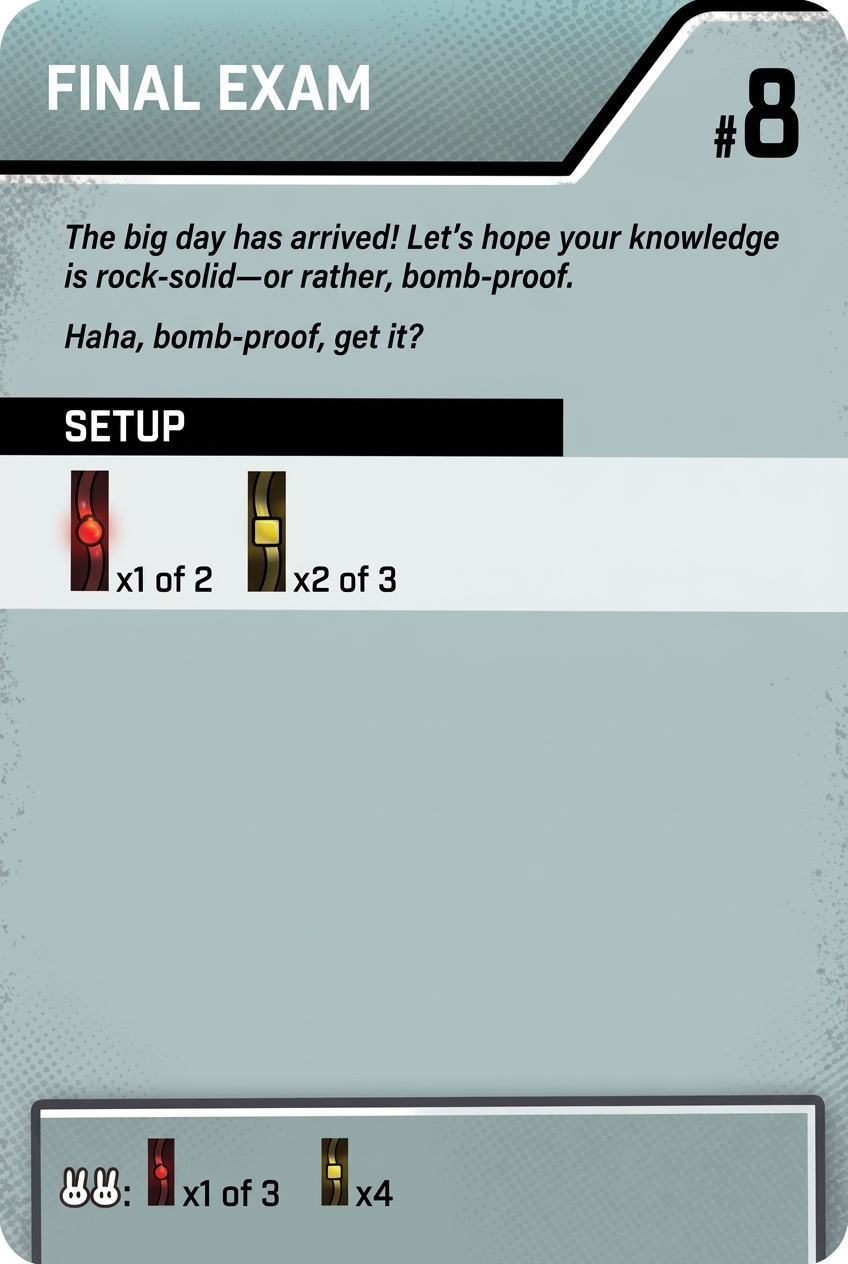 FINAL EXAM
#8
The big day has arrived! Let's hope your knowledge
is rock-solid—or rather, bomb-proof.
Haha, bomb-proof, get it?
SETUP
x1 of 2 x2 of 3
: x1 of 3 x4